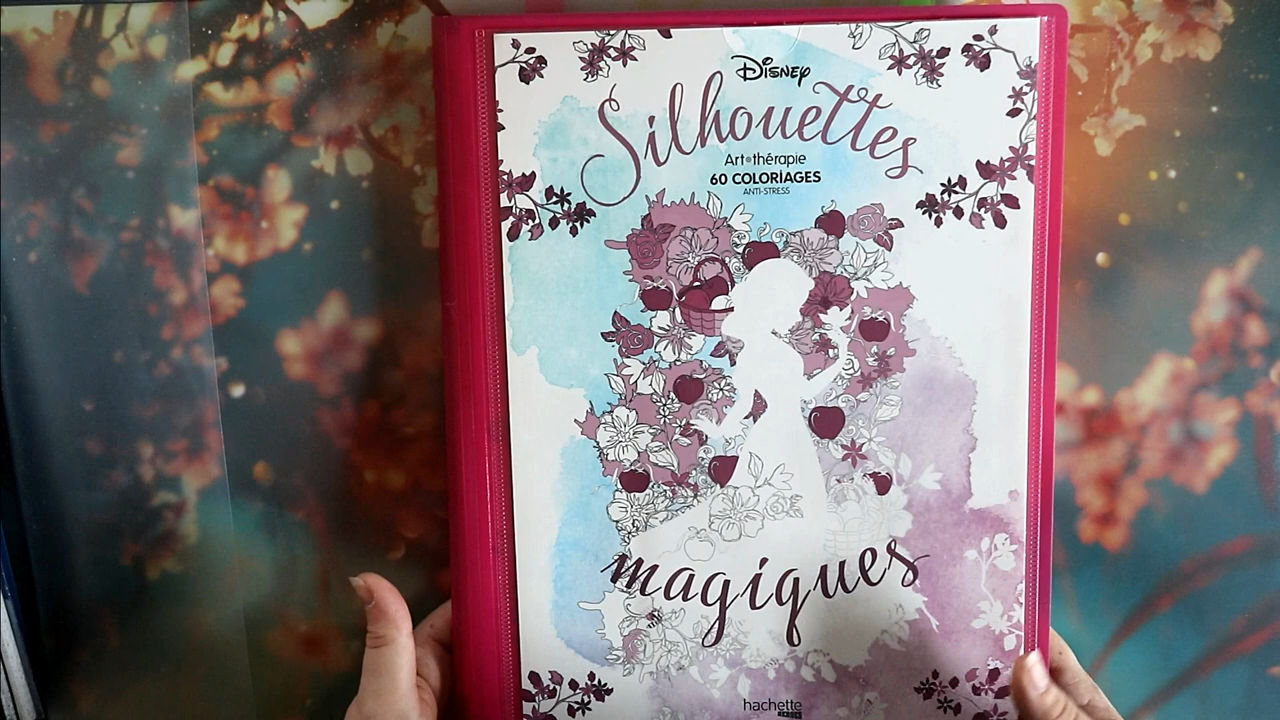 Disney
Silhouettes
Art•thérapie
60 COLORIAGES
ANTI-STRESS
magiques
hachette